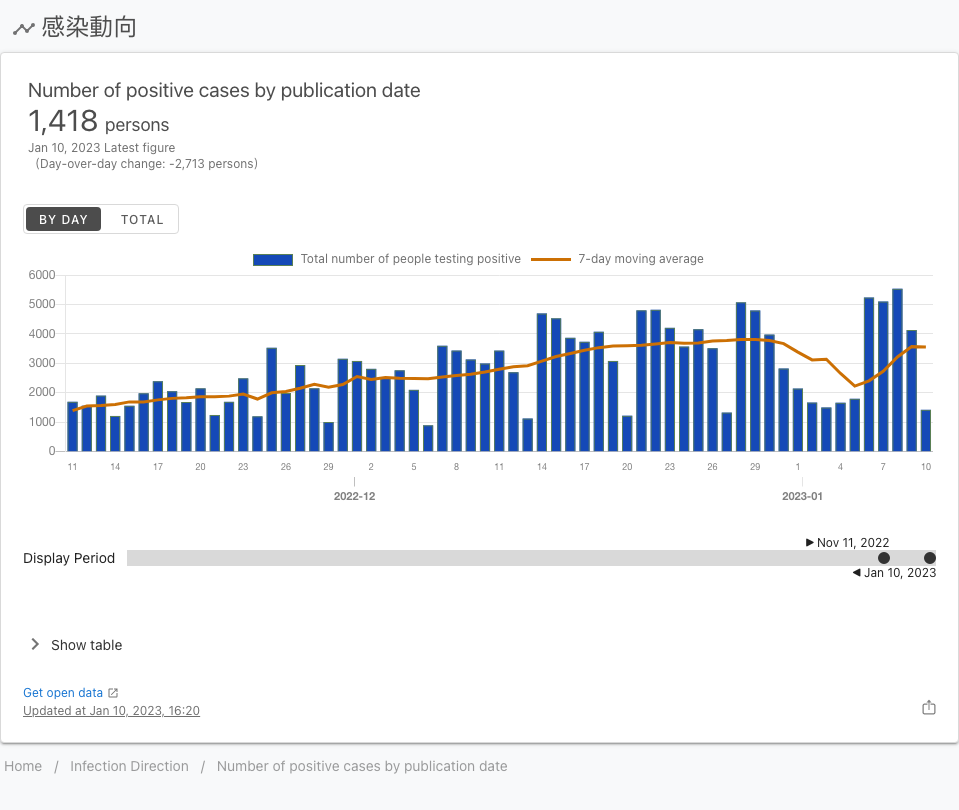 感染動向
Number of positive cases by publication date
1,418 persons
Jan 10, 2023 Latest figure
(Day-over-day change: -2,713 persons)
BY DAY TOTAL
Total number of people testing positive 7-day moving average
6000
5000
4000
3000
2000
1000
0
11 14 17 20 23 26 29 2 5 8 11 14 17 20 23 26 29 1 4 7 10
2022-12 2023-01
▶ Nov 11, 2022
Display Period
◀ Jan 10, 2023
Show table
Get open data
Updated at Jan 10, 2023, 16:20
Home / Infection Direction / Number of positive cases by publication date